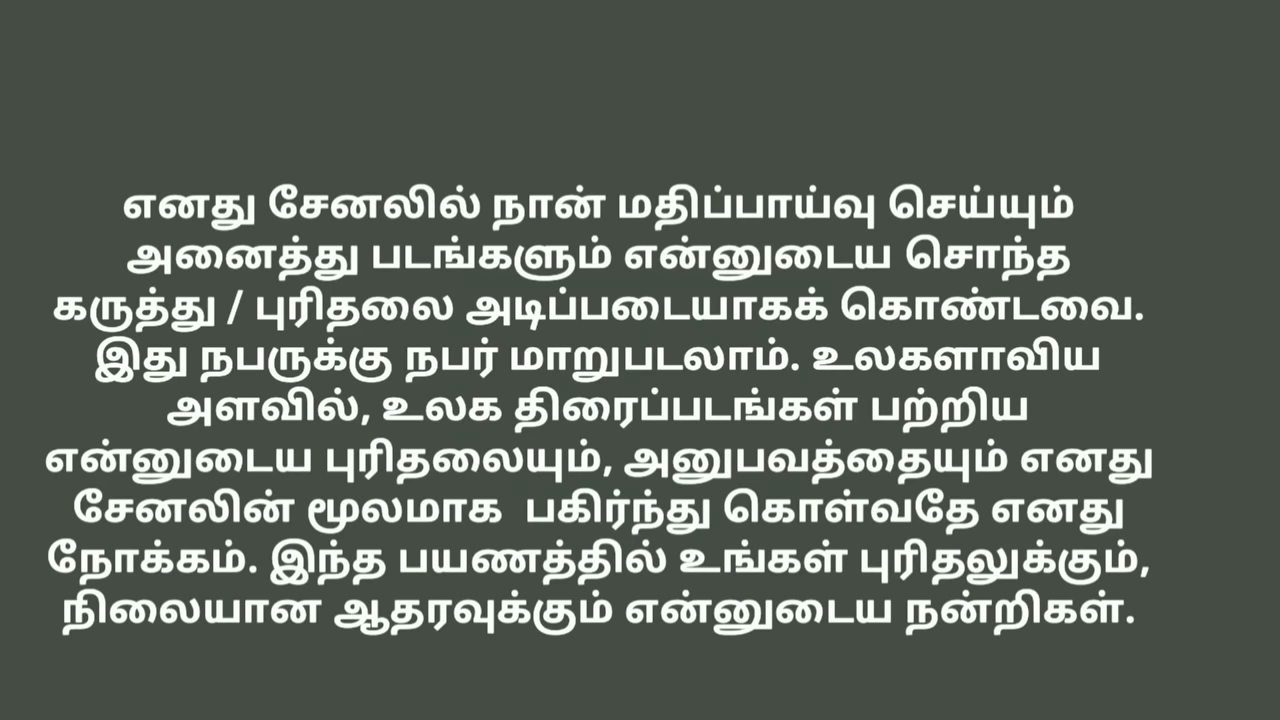 எனது சேனலில் நான் மதிப்பாய்வு செய்யும்
அனைத்து படங்களும் என்னுடைய சொந்த
கருத்து / புரிதலை அடிப்படையாகக் கொண்டவை.
இது நபருக்கு நபர் மாறுபடலாம். உலகளாவிய
அளவில், உலக திரைப்படங்கள் பற்றிய
என்னுடைய புரிதலையும், அனுபவத்தையும் எனது
சேனலின் மூலமாக  பகிர்ந்து கொள்வதே எனது
நோக்கம். இந்த பயணத்தில் உங்கள் புரிதலுக்கும்,
நிலையான ஆதரவுக்கும் என்னுடைய நன்றிகள்.